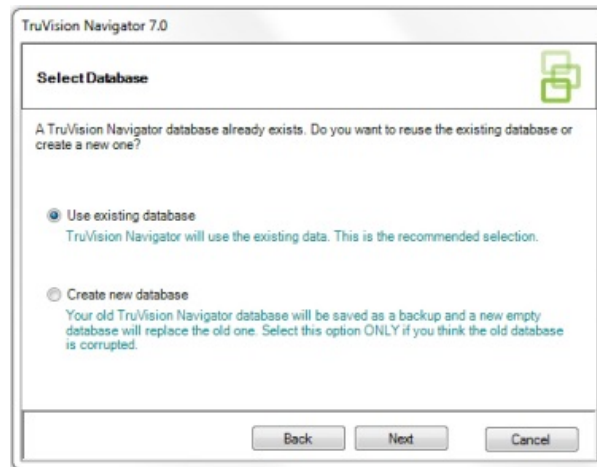 TruVision Navigator 7.0
Select Database
A TruVision Navigator database already exists. Do you want to reuse the existing database or
create a new one?
Use existing database
TruVision Navigator will use the existing data. This is the recommended selection.
Create new database
Your old TruVision Navigator database will be saved as a backup and a new empty
database will replace the old one. Select this option ONLY if you think the old database
is corrupted.
Back Next Cancel